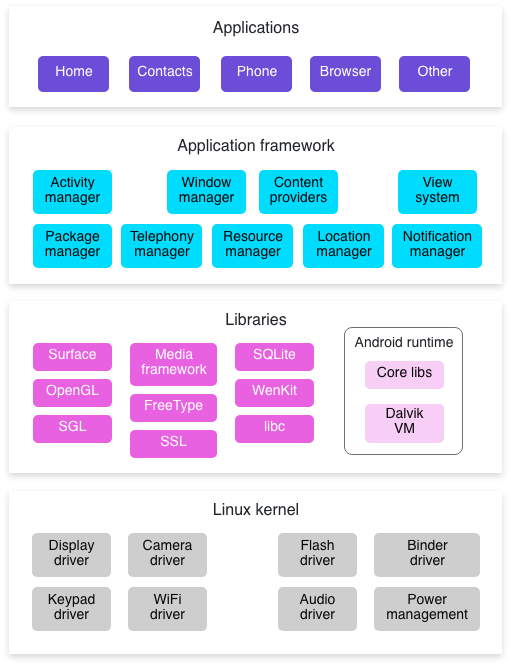 Applications
Home
Contacts
Phone
Browser
Other
Application framework
Activity
manager
Window
manager
Content
providers
View
system
Package
manager
Telephony
manager
Resource
manager
Location
manager
Notification
manager
Libraries
Surface
Media
framework
SQLite
OpenGL
FreeType
WenKit
SGL
SSL
libc
Android runtime
Core libs
Dalvik
VM
Linux kernel
Display
driver
Camera
driver
Flash
driver
Binder
driver
Keypad
driver
WiFi
driver
Audio
driver
Power
management